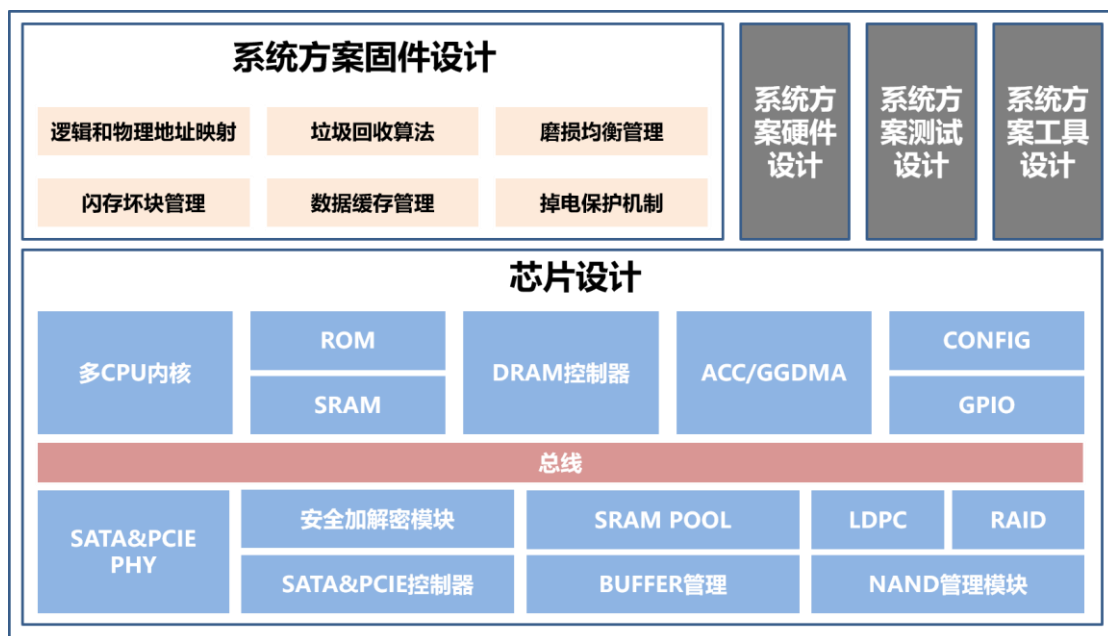 系统方案固件设计
逻辑和物理地址映射
垃圾回收算法
磨损均衡管理
闪存坏块管理
数据缓存管理
掉电保护机制
系统方
案硬件
设计
系统方
案测试
设计
系统方
案工具
设计
芯片设计
多CPU内核
ROM
SRAM
DRAM控制器
ACC/GGDMA
CONFIG
GPIO
总线
SATA&PCIE
PHY
安全加解密模块
SATA&PCIE控制器
SRAM POOL
BUFFER管理
LDPC
RAID
NAND管理模块